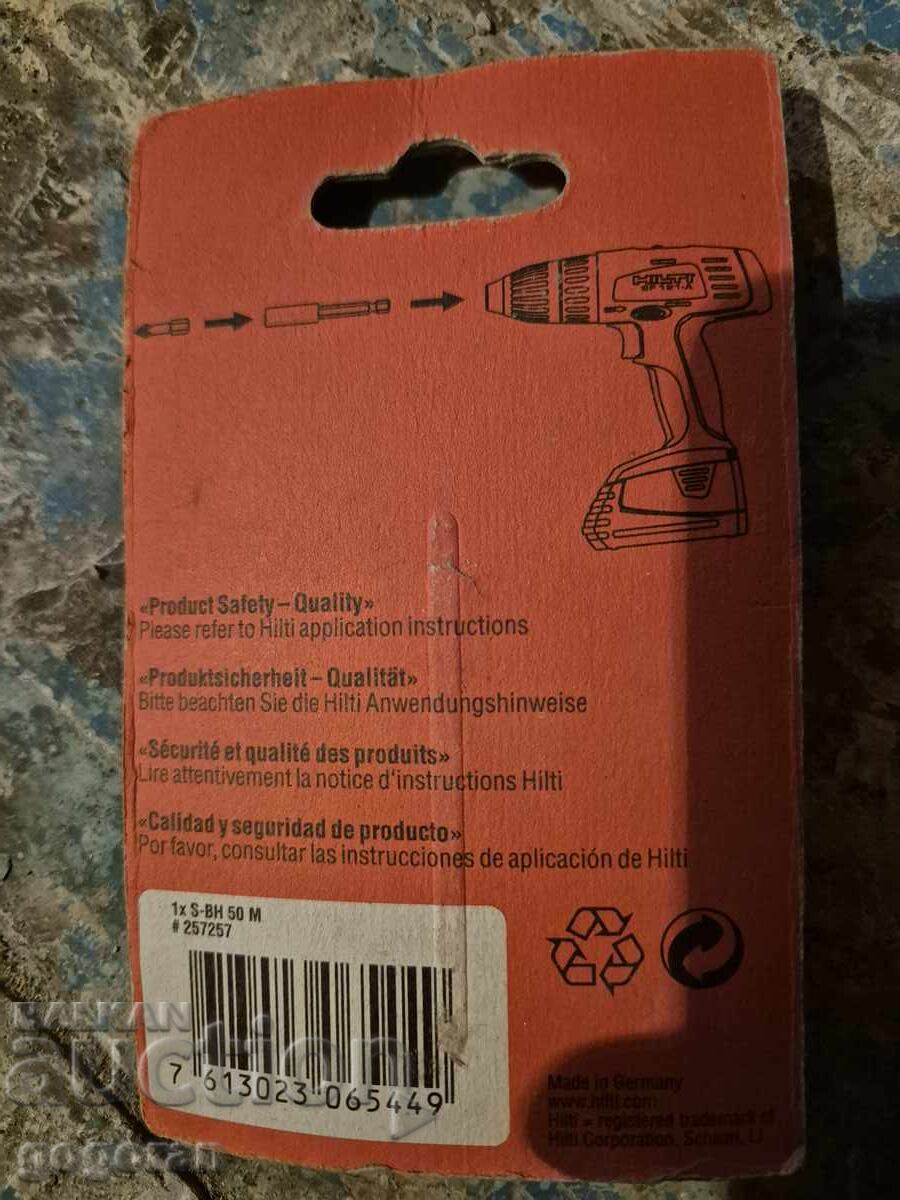 HILTI
SF 121-A
«Product Safety – Quality»
Please refer to Hilti application instructions
«Produktsicherheit – Qualität»
Bitte beachten Sie die Hilti Anwendungshinweise
«Sécurité et qualité des produits»
Lire attentivement la notice d'instructions Hilti
«Calidad y seguridad de producto»
Por favor, consultar las instrucciones de aplicación de Hilti
1x S-BH 50 M
# 257257
7 613023 065449
Made in Germany
www.hilti.com
Hilti = registered trademark of
Hilti Corporation, Schaan, LI
BALKAN
auction
gogoran